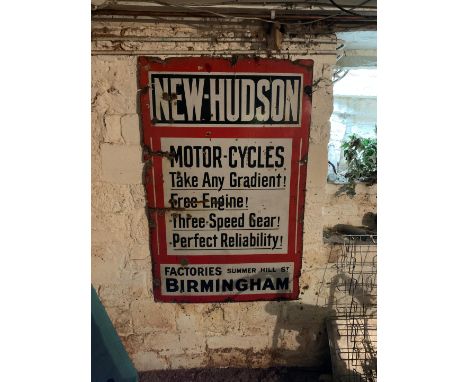 NEW-HUDSON
MOTOR-CYCLES.
Take Any Gradient!
Free Engine!
Three-Speed Gear!
Perfect Reliability!
FACTORIES SUMMER HILL ST
BIRMINGHAM